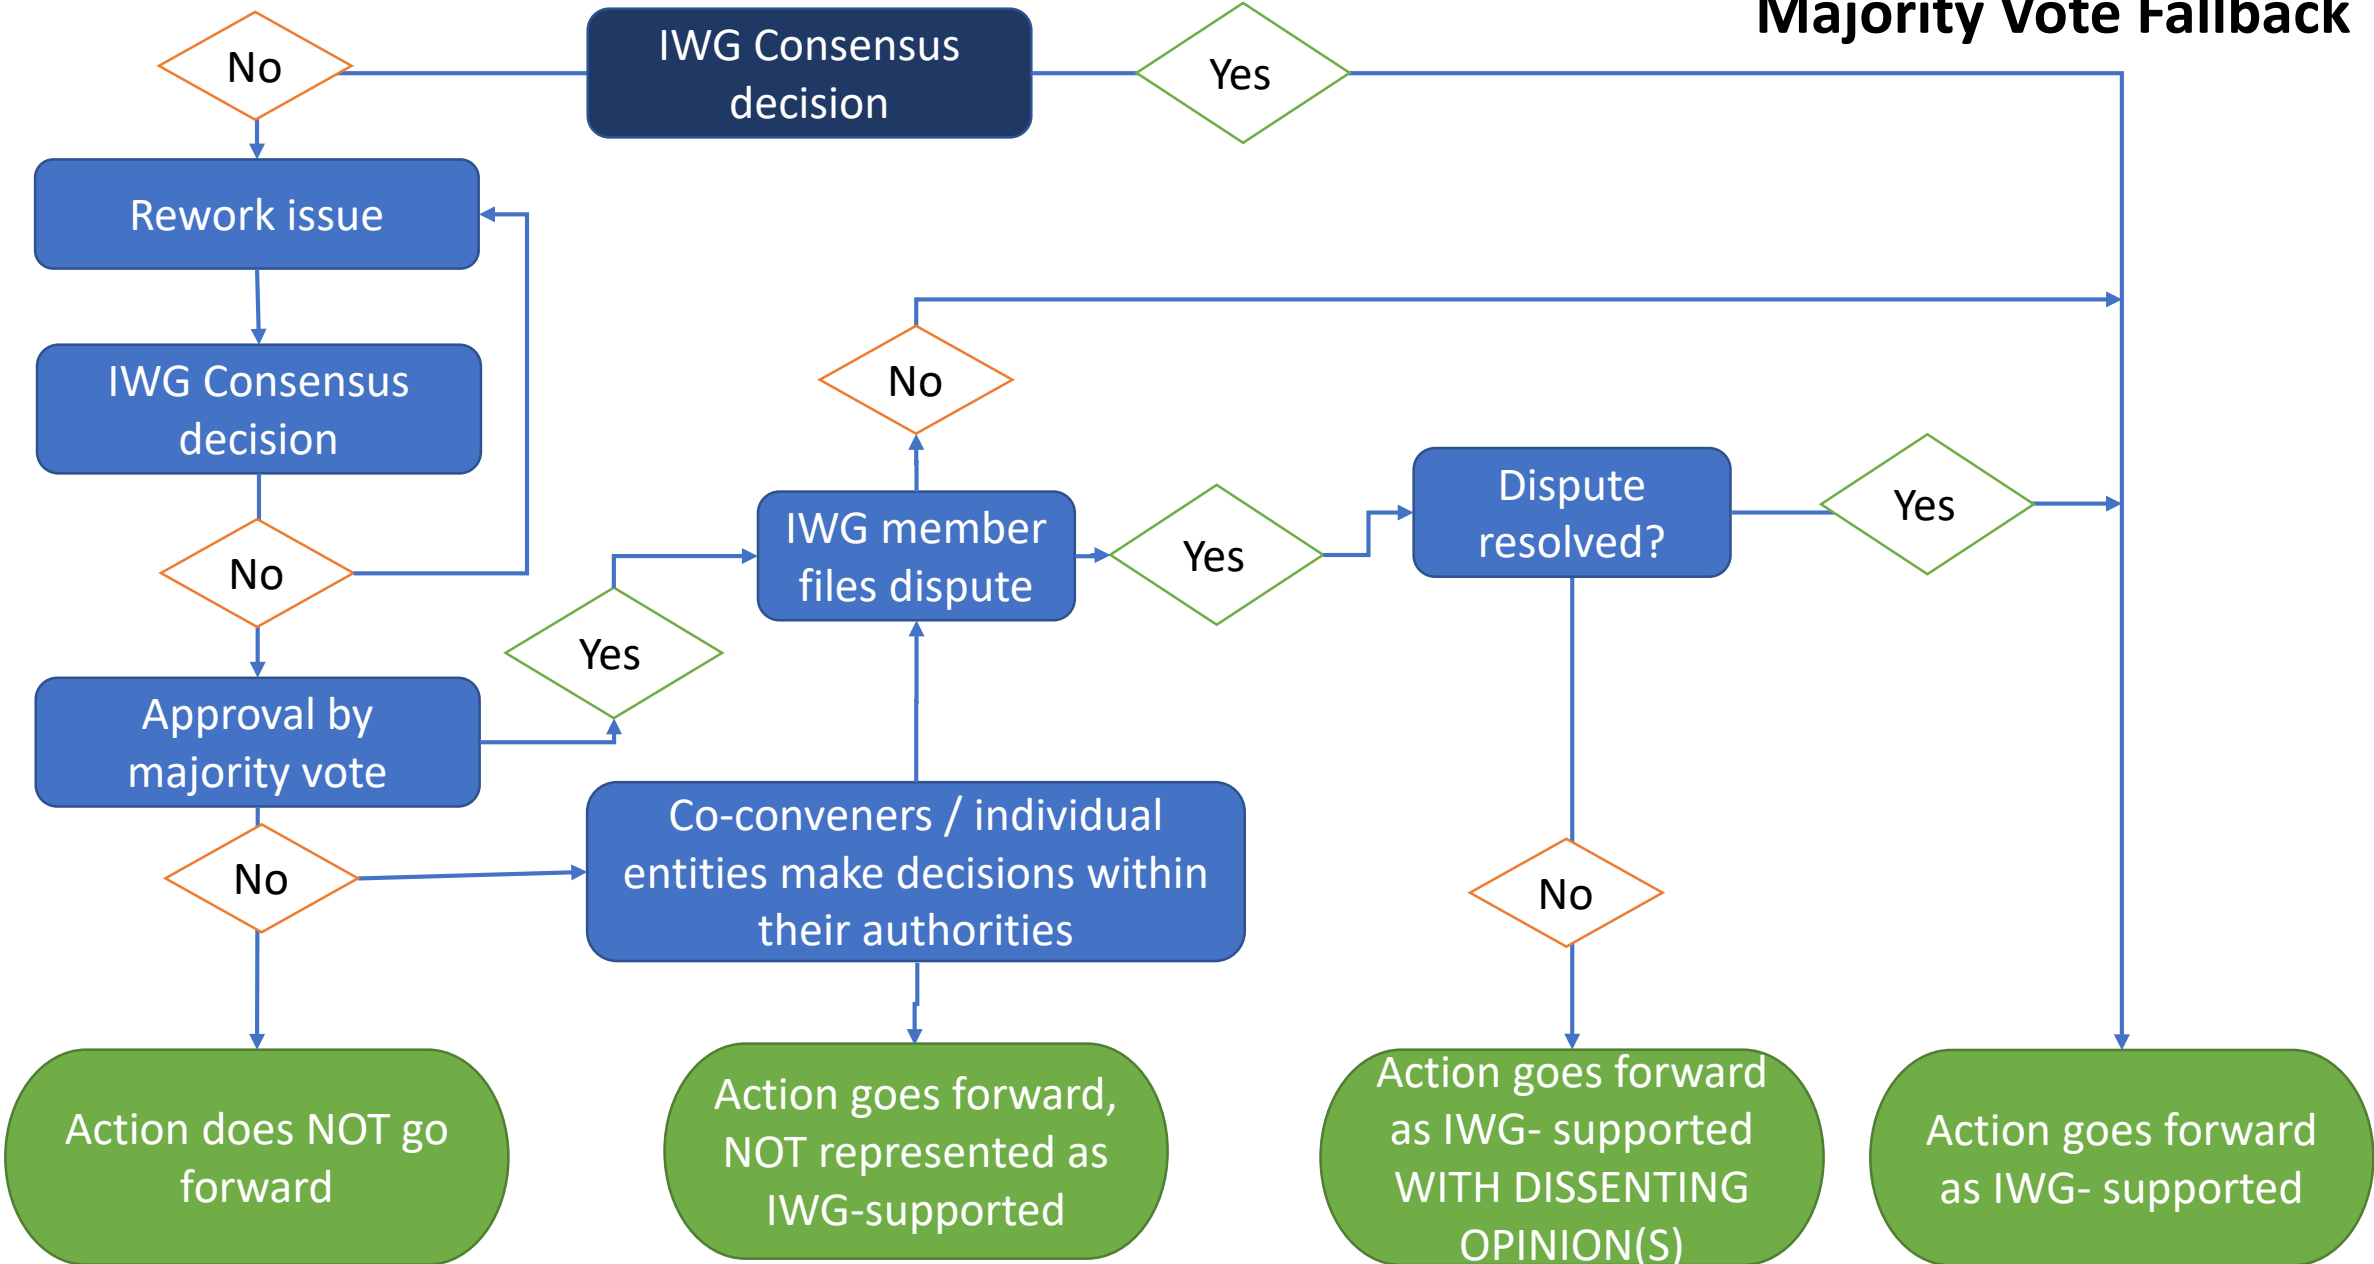 Majority Vote Fallback
No
IWG Consensus
decision
Yes
Rework issue
IWG Consensus
decision
No
No
IWG member
files dispute
Yes
Dispute
resolved?
Yes
Yes
Approval by
majority vote
No
Co-conveners / individual
entities make decisions within
their authorities
No
Action does NOT go
forward
Action goes forward,
NOT represented as
IWG-supported
Action goes forward
as IWG- supported
WITH DISSENTING
OPINION(S)
Action goes forward
as IWG- supported